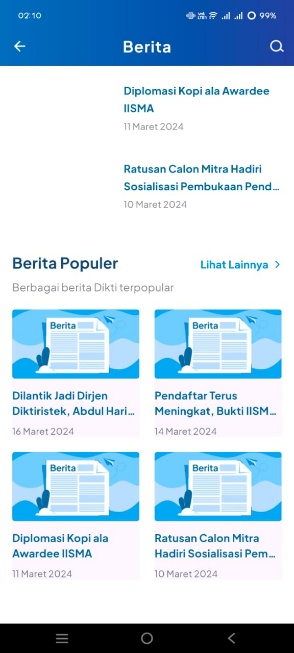 02:10
99%
Berita
Diplomasi Kopi ala Awardee
IISMA
11 Maret 2024
Ratusan Calon Mitra Hadiri
Sosialisasi Pembukaan Pend...
10 Maret 2024
Berita Populer
Lihat Lainnya
Berbagai berita Dikti terpopular
Berita
Berita
Dilantik Jadi Dirjen
Diktiristek, Abdul Hari...
16 Maret 2024
Pendaftar Terus
Meningkat, Bukti IISM...
14 Maret 2024
Berita
Berita
Diplomasi Kopi ala
Awardee IISMA
11 Maret 2024
Ratusan Calon Mitra
Hadiri Sosialisasi Pem...
10 Maret 2024